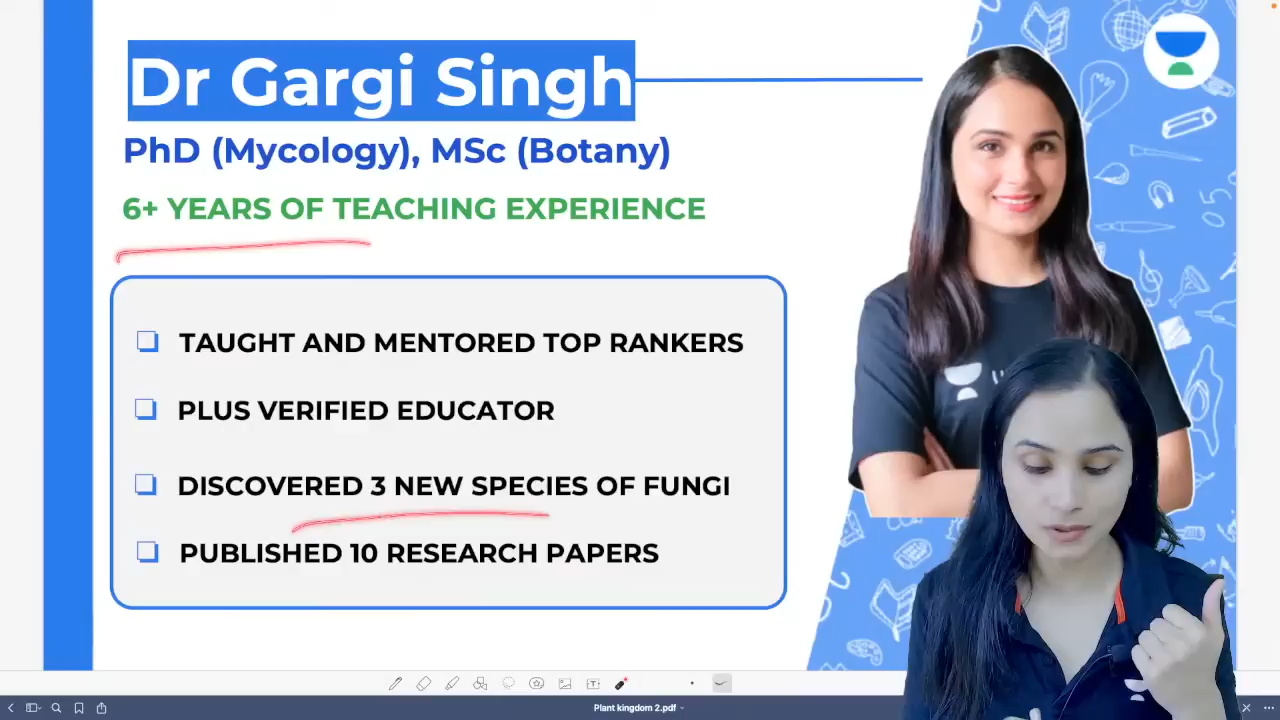 Dr Gargi Singh
PhD (Mycology), MSc (Botany)
6+ YEARS OF TEACHING EXPERIENCE
TAUGHT AND MENTORED TOP RANKERS
PLUS VERIFIED EDUCATOR
DISCOVERED 3 NEW SPECIES OF FUNGI
PUBLISHED 10 RESEARCH PAPERS
Plant kingdom 2.pdf